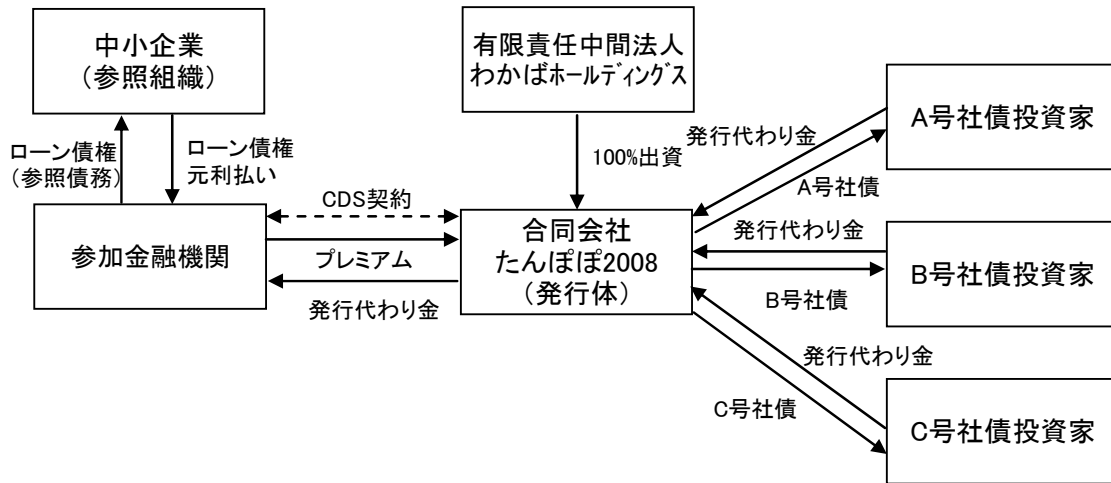 中小企業
(参照組織)
有限責任中間法人
わかばホールディングス
A号社債投資家
ローン債権
(参照債務)
ローン債権
元利払い
100%出資
発行代わり金
A号社債
CDS契約
参加金融機関
プレミアム
発行代わり金
合同会社
たんぽぽ2008
(発行体)
発行代わり金
B号社債
B号社債投資家
発行代わり金
C号社債
C号社債投資家